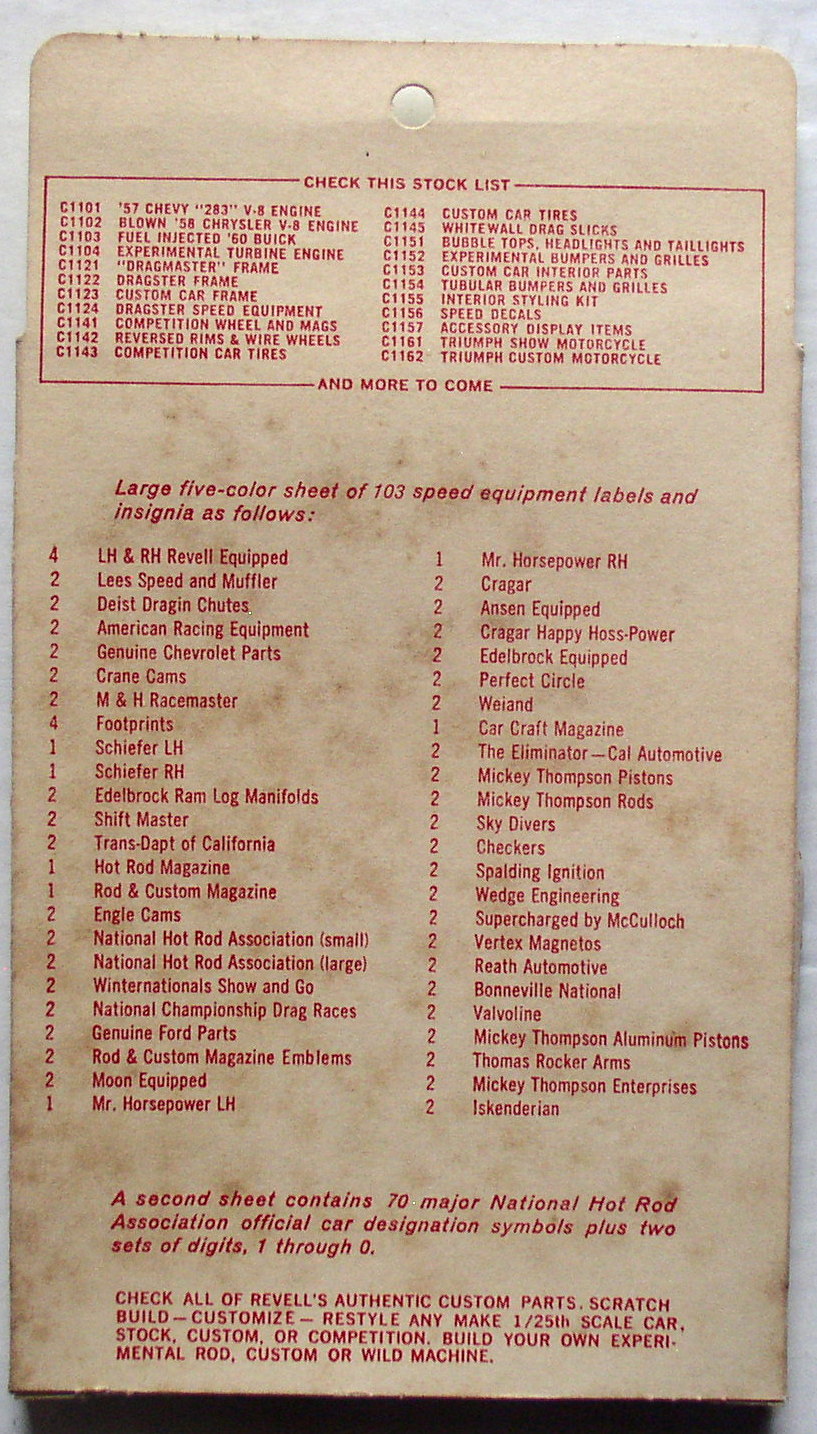 CHECK THIS STOCK LIST
C1101 '57 CHEVY "283" V-8 ENGINE
C1102 BLOWN '58 CHRYSLER V-8 ENGINE
C1103 FUEL INJECTED '60 BUICK
C1104 EXPERIMENTAL TURBINE ENGINE
C1121 "DRAGMASTER" FRAME
C1122 DRAGSTER FRAME
C1123 CUSTOM CAR FRAME
C1124 DRAGSTER SPEED EQUIPMENT
C1141 COMPETITION WHEEL AND MAGS
C1142 REVERSED RIMS & WIRE WHEELS
C1143 COMPETITION CAR TIRES
C1144 CUSTOM CAR TIRES
C1145 WHITEWALL DRAG SLICKS
C1151 BUBBLE TOPS, HEADLIGHTS AND TAILLIGHTS
C1152 EXPERIMENTAL BUMPERS AND GRILLES
C1153 CUSTOM CAR INTERIOR PARTS
C1154 TUBULAR BUMPERS AND GRILLES
C1155 INTERIOR STYLING KIT
C1156 SPEED DECALS
C1157 ACCESSORY DISPLAY ITEMS
C1161 TRIUMPH SHOW MOTORCYCLE
C1162 TRIUMPH CUSTOM MOTORCYCLE
AND MORE TO COME
Large five-color sheet of 103 speed equipment labels and
insignia as follows:
4 LH & RH Revell Equipped
2 Lees Speed and Muffler
2 Deist Dragin Chutes
2 American Racing Equipment
2 Genuine Chevrolet Parts
2 Crane Cams
2 M & H Racemaster
4 Footprints
1 Schiefer LH
1 Schiefer RH
2 Edelbrock Ram Log Manifolds
2 Shift Master
2 Trans-Dapt of California
1 Hot Rod Magazine
1 Rod & Custom Magazine
2 Engle Cams
2 National Hot Rod Association (small)
2 National Hot Rod Association (large)
2 Winternationals Show and Go
2 National Championship Drag Races
2 Genuine Ford Parts
2 Rod & Custom Magazine Emblems
2 Moon Equipped
1 Mr. Horsepower LH
1 Mr. Horsepower RH
2 Cragar
2 Ansen Equipped
2 Cragar Happy Hoss-Power
2 Edelbrock Equipped
2 Perfect Circle
2 Weiand
1 Car Craft Magazine
2 The Eliminator—Cal Automotive
2 Mickey Thompson Pistons
2 Mickey Thompson Rods
2 Sky Divers
2 Checkers
2 Spalding Ignition
2 Wedge Engineering
2 Supercharged by McCulloch
2 Vertex Magnetos
2 Reath Automotive
2 Bonneville National
2 Valvoline
2 Mickey Thompson Aluminum Pistons
2 Thomas Rocker Arms
2 Mickey Thompson Enterprises
2 Iskenderian
A second sheet contains 70 major National Hot Rod
Association official car designation symbols plus two
sets of digits, 1 through 0.
CHECK ALL OF REVELL'S AUTHENTIC CUSTOM PARTS. SCRATCH
BUILD—CUSTOMIZE—RESTYLE ANY MAKE 1/25th SCALE CAR,
STOCK, CUSTOM, OR COMPETITION. BUILD YOUR OWN EXPERI-
MENTAL ROD, CUSTOM OR WILD MACHINE.